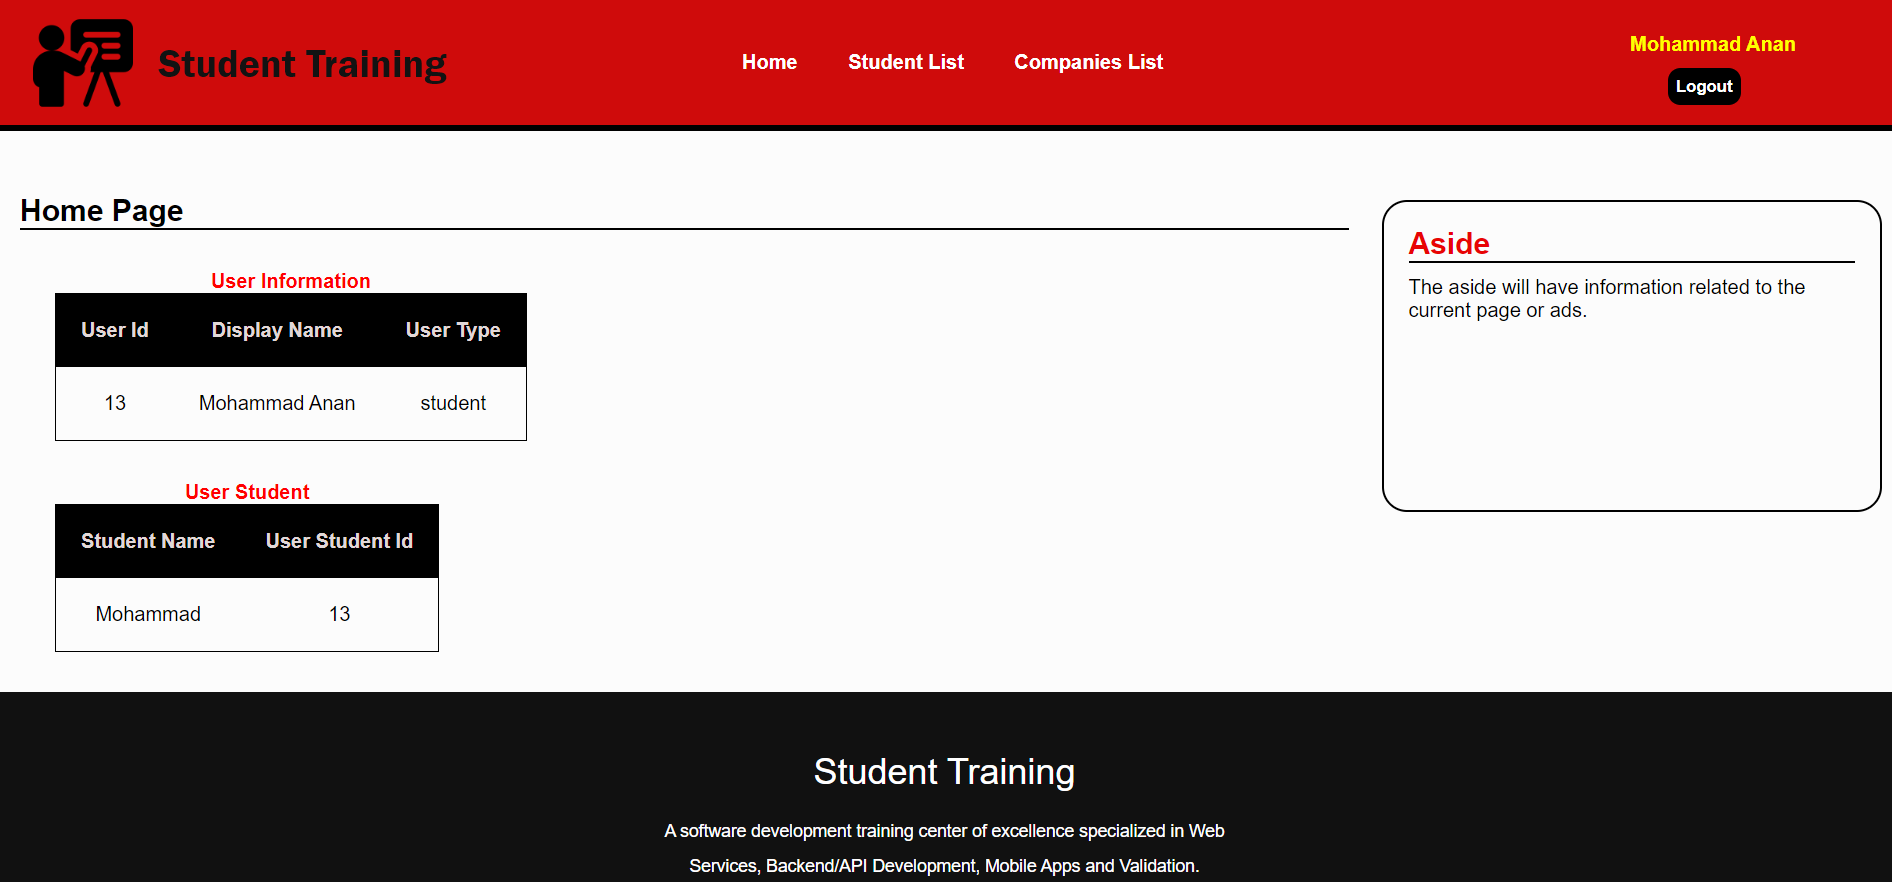 Student Training
Home Student List Companies List
Mohammad Anan
Logout
Home Page
User Information
User Id Display Name User Type
13 Mohammad Anan student
User Student
Student Name User Student Id
Mohammad 13
Aside
The aside will have information related to the
current page or ads.
Student Training
A software development training center of excellence specialized in Web
Services, Backend/API Development, Mobile Apps and Validation.